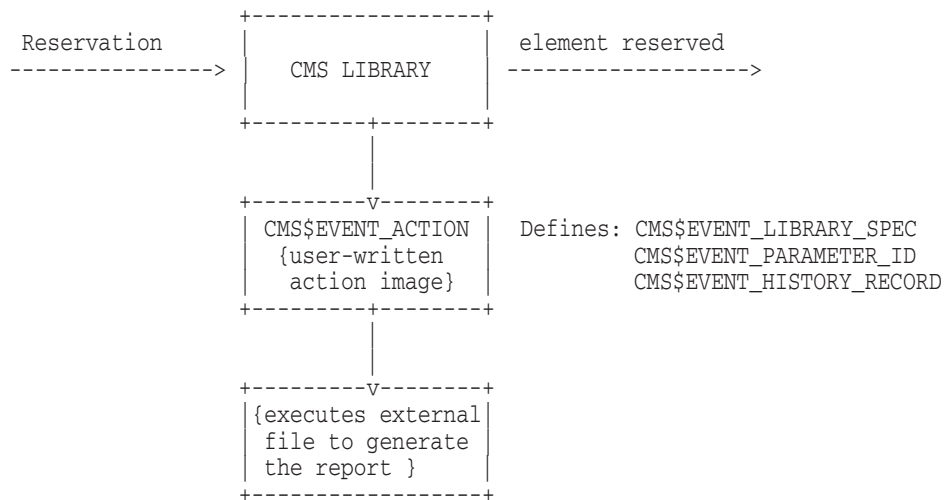 Reservation
element reserved
CMS LIBRARY
CMS$EVENT_ACTION
{user-written
action image}
Defines: CMS$EVENT_LIBRARY_SPEC
CMS$EVENT_PARAMETER_ID
CMS$EVENT_HISTORY_RECORD
{executes external
file to generate
the report }